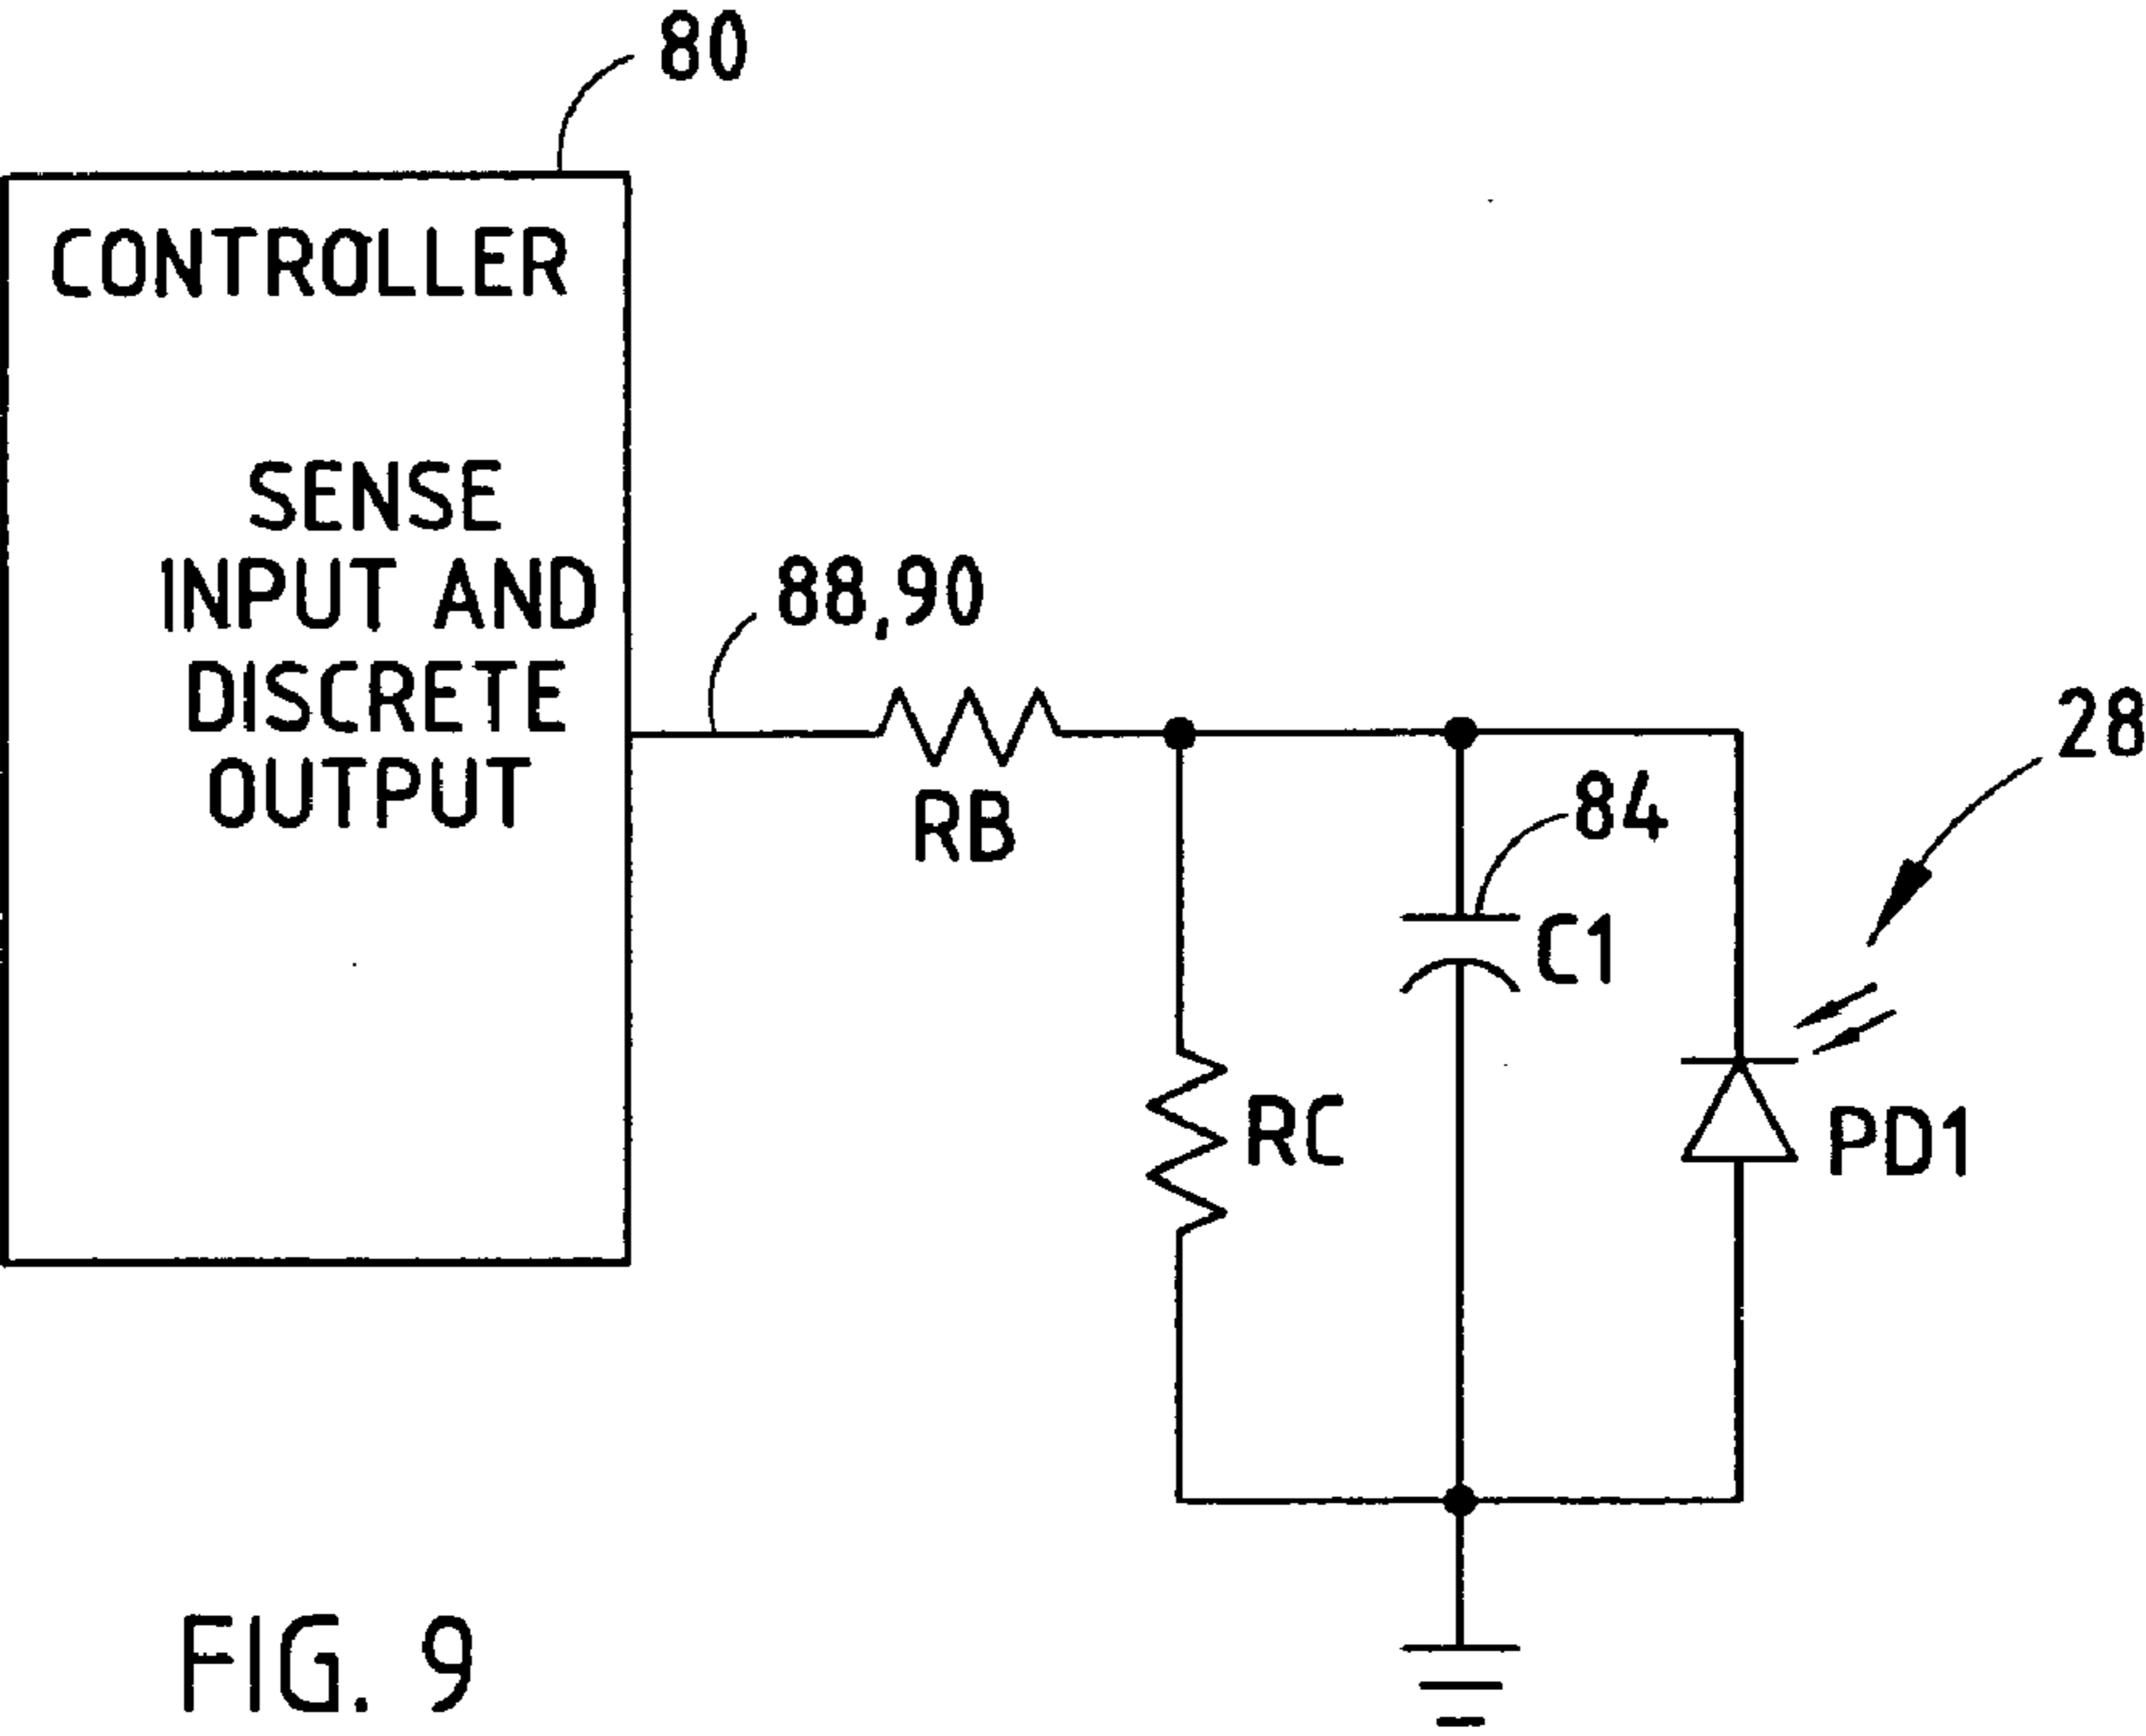 80
CONTROLLER
SENSE
INPUT AND
DISCRETE
OUTPUT
88,90
RB
28
84
C1
RC
PD1
FIG. 9